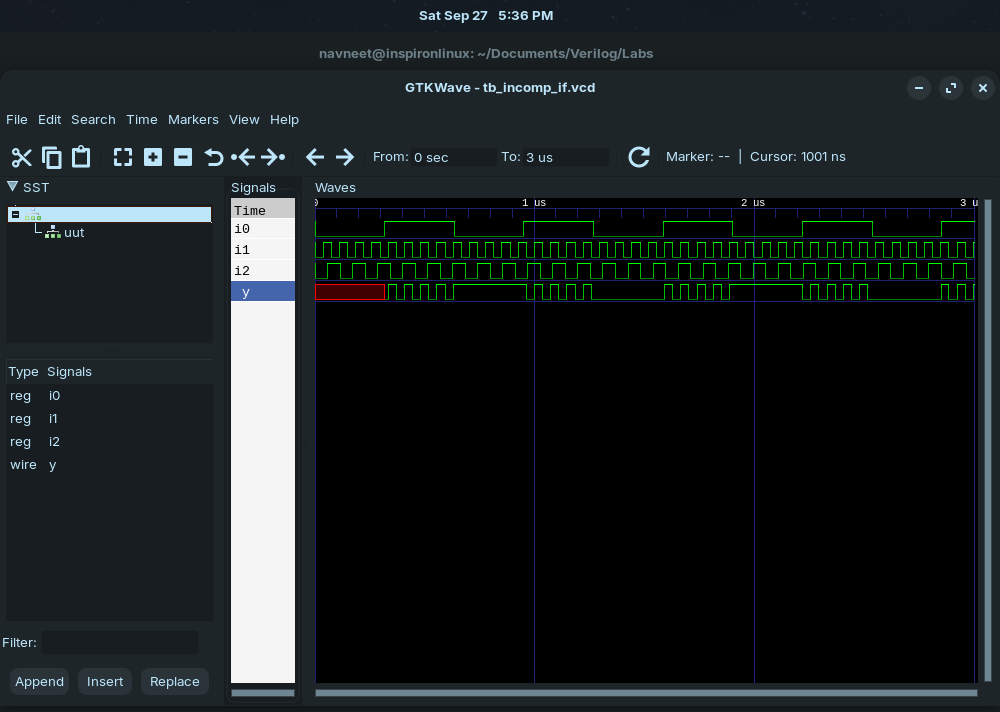 Sat Sep 27 5:36 PM
navneet@inspironlinux: ~/Documents/Verilog/Labs
GTKWave - tb_incomp_if.vcd
File Edit Search Time Markers View Help
From: 0 sec To: 3 us Marker: -- | Cursor: 1001 ns
SST
uut
Type Signals
reg i0
reg i1
reg i2
wire y
Filter:
Append Insert Replace
Signals
Time
i0
i1
i2
y
Waves
0 1 us 2 us 3 u